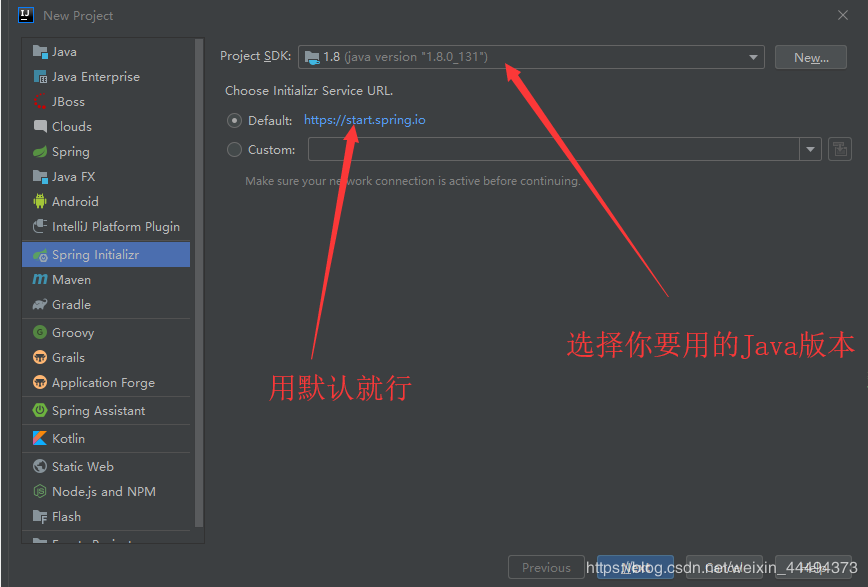 New Project
Java
Java Enterprise
JBoss
Clouds
Spring
Java FX
Android
IntelliJ Platform Plugin
Spring Initializr
Maven
Gradle
Groovy
Grails
Application Forge
Spring Assistant
Kotlin
Static Web
Node.js and NPM
Flash
Project SDK: 1.8 (java version "1.8.0_131") New...
Choose Initializr Service URL.
Default: https://start.spring.io
Custom:
Make sure your network connection is active before continuing.
选择你要用的Java版本
用默认就行
Previous Next Cancel Help
https://blog.csdn.net/weixin_44494373